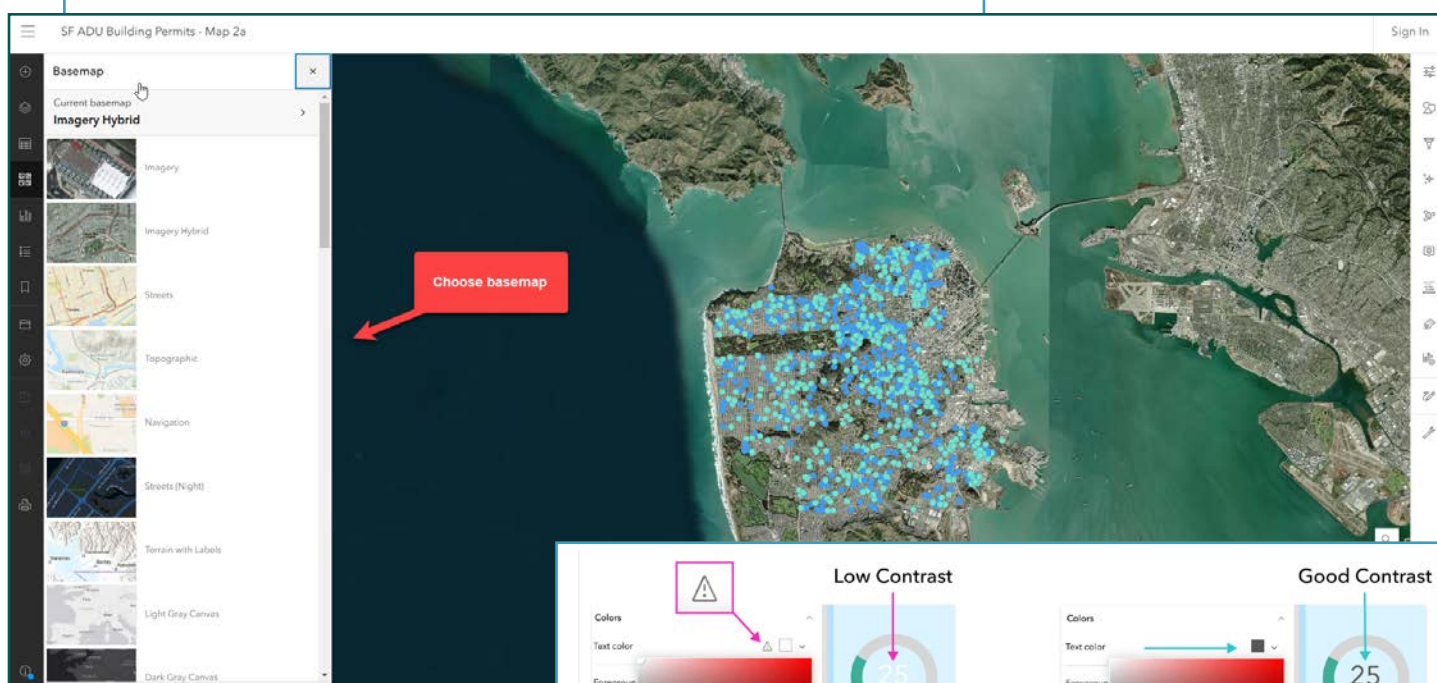 SF ADU Building Permits - Map 2a
Sign In
Basemap
Current basemap
Imagery Hybrid
Imagery
Imagery Hybrid
Streets
Topographic
Navigation
Streets (Night)
Terrain with Labels
Light Gray Canvas
Dark Gray Canvas
Choose basemap
Low Contrast
Colors
Text color
25
Good Contrast
Colors
Text color
25